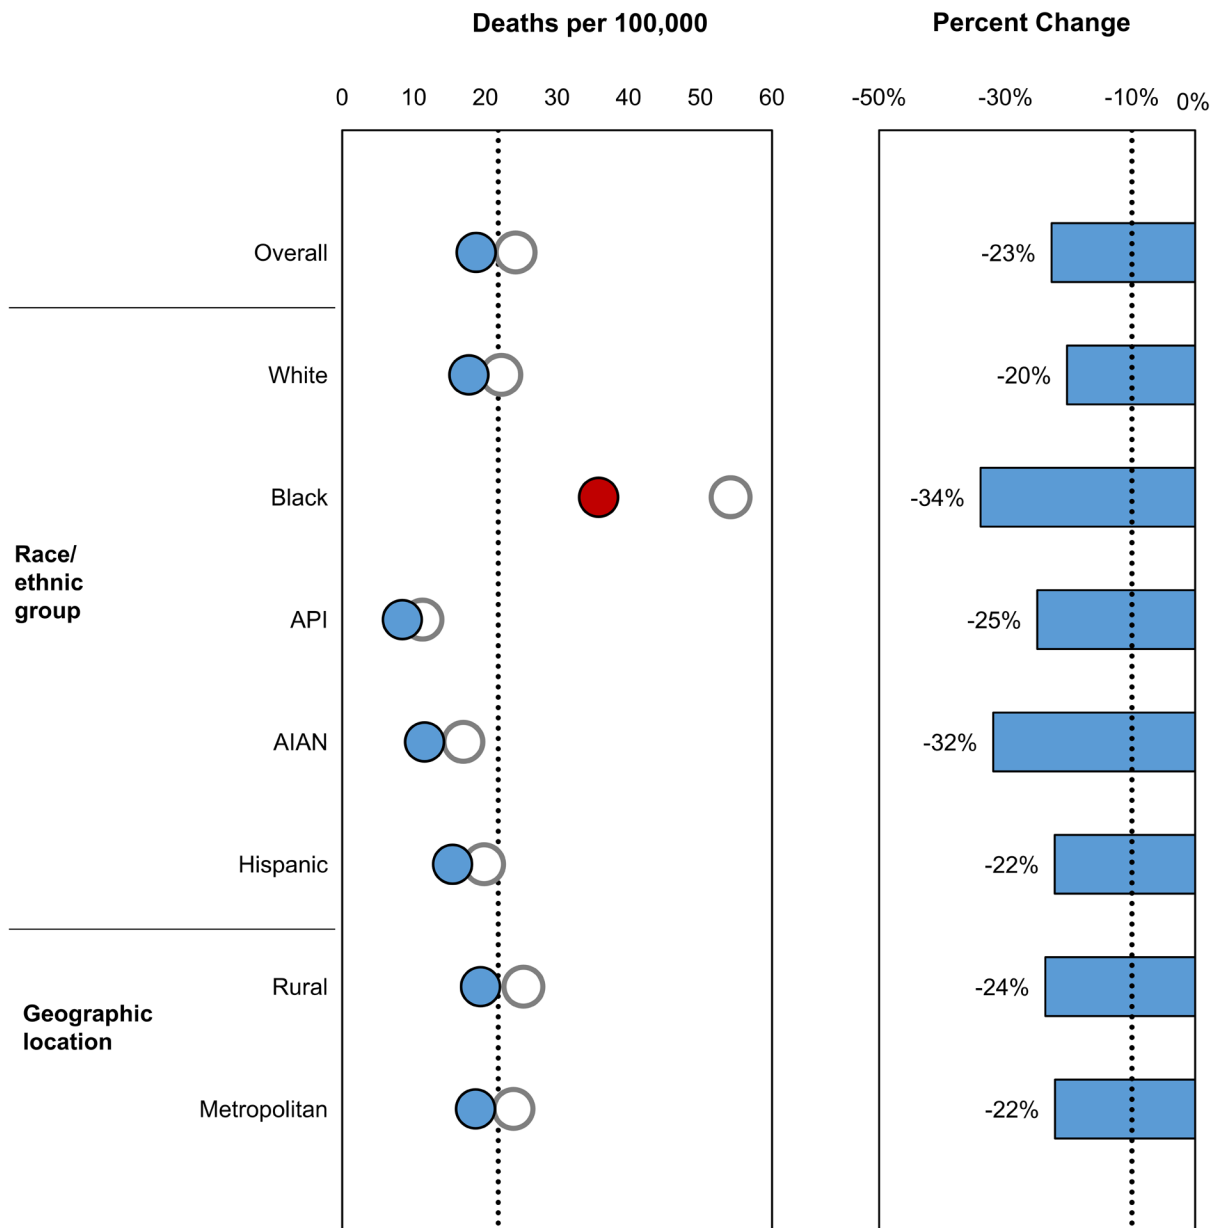 Deaths per 100,000
Percent Change
0 10 20 30 40 50 60
-50% -30% -10% 0%
Overall
-23%
White
-20%
Black
-34%
Race/
ethnic
group
API
-25%
AIAN
-32%
Hispanic
-22%
Rural
-24%
Geographic
location
Metropolitan
-22%